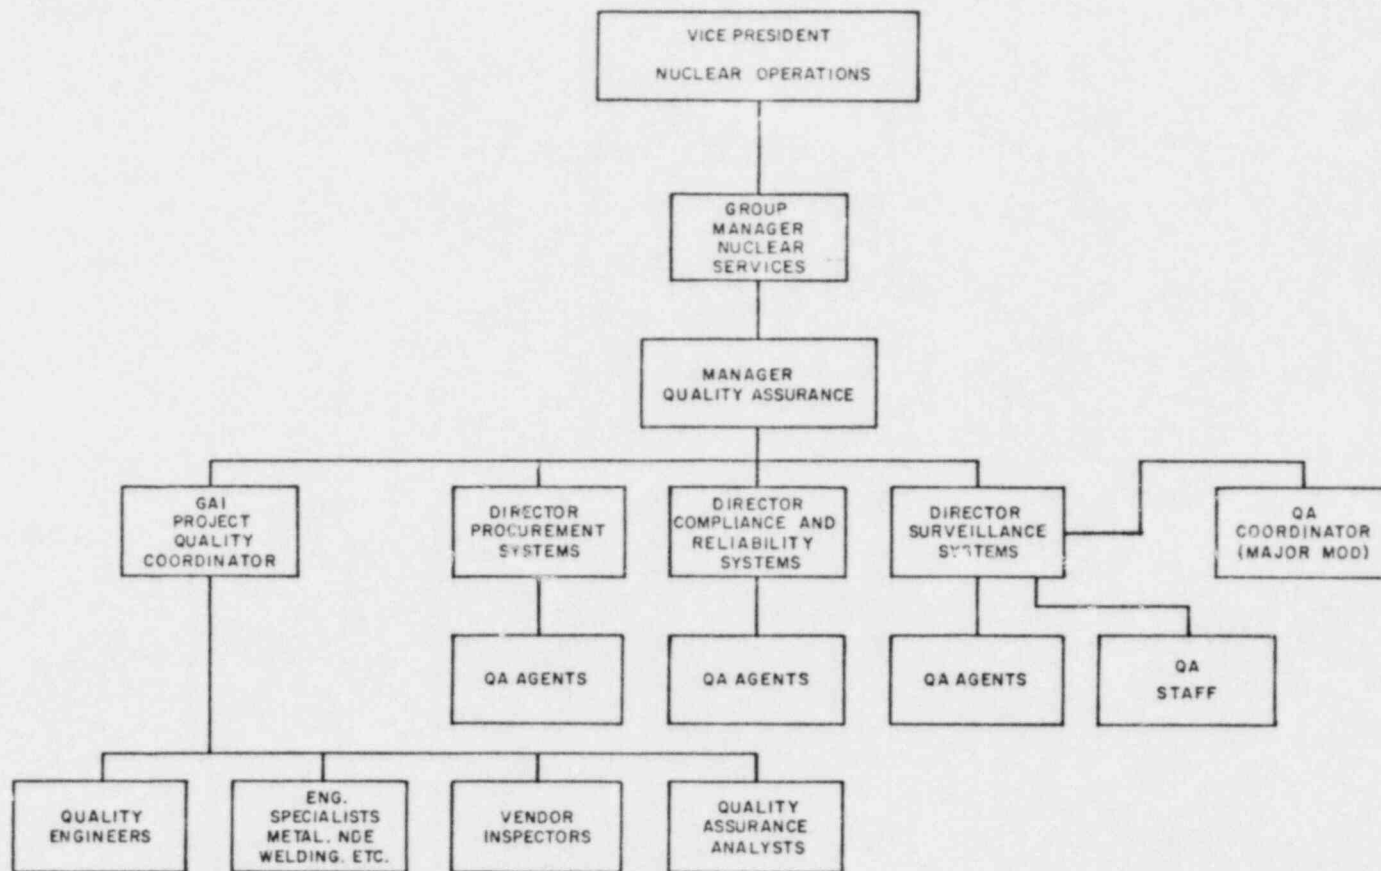 VICE PRESIDENT
NUCLEAR OPERATIONS
GROUP
MANAGER
NUCLEAR
SERVICES
MANAGER
QUALITY ASSURANCE
GAI
PROJECT
QUALITY
COORDINATOR
DIRECTOR
PROCUREMENT
SYSTEMS
DIRECTOR
COMPLIANCE AND
RELIABILITY
SYSTEMS
DIRECTOR
SURVEILLANCE
SYSTEMS
QA
COORDINATOR
(MAJOR MOD)
QA AGENTS
QA AGENTS
QA AGENTS
QA
STAFF
QUALITY
ENGINEERS
ENG.
SPECIALISTS
METAL. NDE
WELDING. ETC.
VENDOR
INSPECTORS
QUALITY
ASSURANCE
ANALYSTS